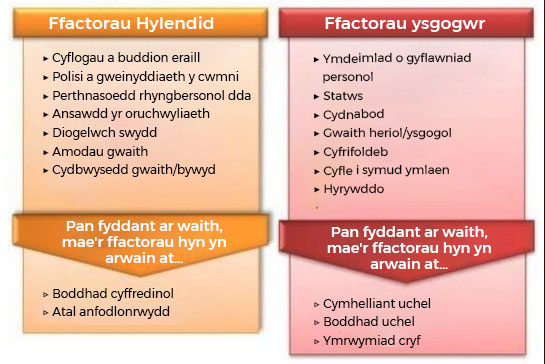 Ffactorau Hylendid
▸ Cyflogau a buddion eraill
▸ Polisi a gweinyddiaeth y cwmni
▸ Perthnasoedd rhyngbersonol dda
▸ Ansawdd yr oruchwyliaeth
▸ Diogelwch swydd
▸ Amodau gwaith
▸ Cydbwysedd gwaith/bywyd
Pan fyddant ar waith,
mae'r ffactorau hyn yn
arwain at...
▹ Boddhad cyffredinol
▹ Atal anfodlonrwydd
Ffactorau ysgogwr
▸ Ymdeimlad o gyflawniad
personol
▸ Statws
▸ Cydnabod
▸ Gwaith heriol/ysgogol
▸ Cyfrifoldeb
▸ Cyfle i symud ymlaen
▸ Hyrywddo
Pan fyddant ar waith,
mae'r ffactorau hyn yn
arwain at...
▹ Cymhelliant uchel
▹ Boddhad uchel
▹ Ymrwymiad cryf